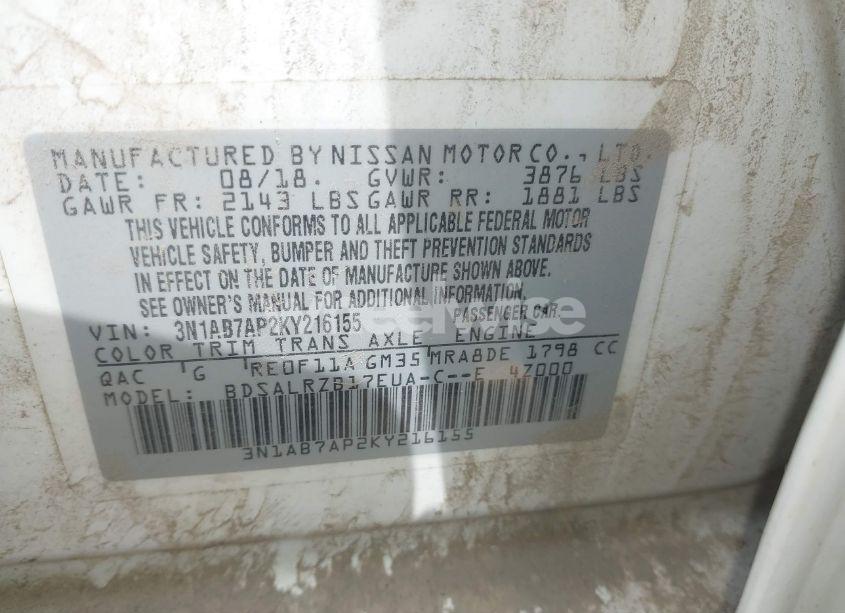 MANUFACTURED BY NISSAN MOTOR CO., LTD.
DATE: 08/18. GVWR: 3876 LBS
GAWR FR: 2143 LBS GAWR RR: 1881 LBS
THIS VEHICLE CONFORMS TO ALL APPLICABLE FEDERAL MOTOR
VEHICLE SAFETY, BUMPER AND THEFT PREVENTION STANDARDS
IN EFFECT ON THE DATE OF MANUFACTURE SHOWN ABOVE.
SEE OWNER'S MANUAL FOR ADDITIONAL INFORMATION.
VIN: 3N1AB7AP2KY216155 PASSENGER CAR.
COLOR TRIM TRANS AXLE ENGINE
QAC G RE0F11A GM35 MRA8DE 1798 CC
MODEL: BDSALRZB17EUA-C--E 4Z000
3N1AB7AP2KY216155